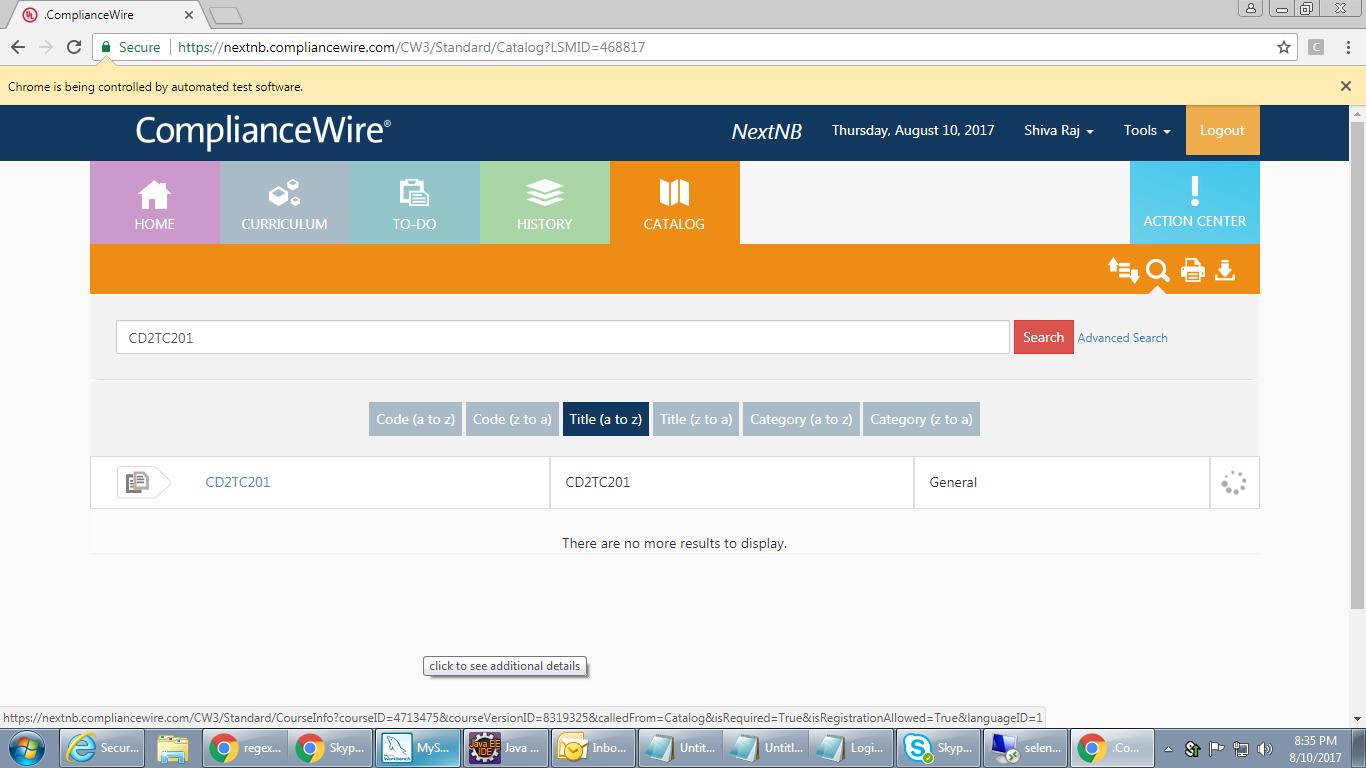 .ComplianceWire
Secure https://nextnb.compliancewire.com/CW3/Standard/Catalog?LSMID=468817
C
Chrome is being controlled by automated test software.
ComplianceWire® NextNB Thursday, August 10, 2017 Shiva Raj Tools Logout
HOME CURRICULUM TO-DO HISTORY CATALOG ACTION CENTER
CD2TC201 Search Advanced Search
Code (a to z) Code (z to a) Title (a to z) Title (z to a) Category (a to z) Category (z to a)
CD2TC201 CD2TC201 General
There are no more results to display.
click to see additional details
https://nextnb.compliancewire.com/CW3/Standard/CourseInfo?courseID=4713475&courseVersionID=8319325&calledFrom=Catalog&isRequired=True&isRegistrationAllowed=True&languageID=1
Secur... regex... Skyp... MyS... Java ... Inbo... Untit... Untitl... Logi... Skyp... selen... .Co... 8:35 PM
8/10/2017